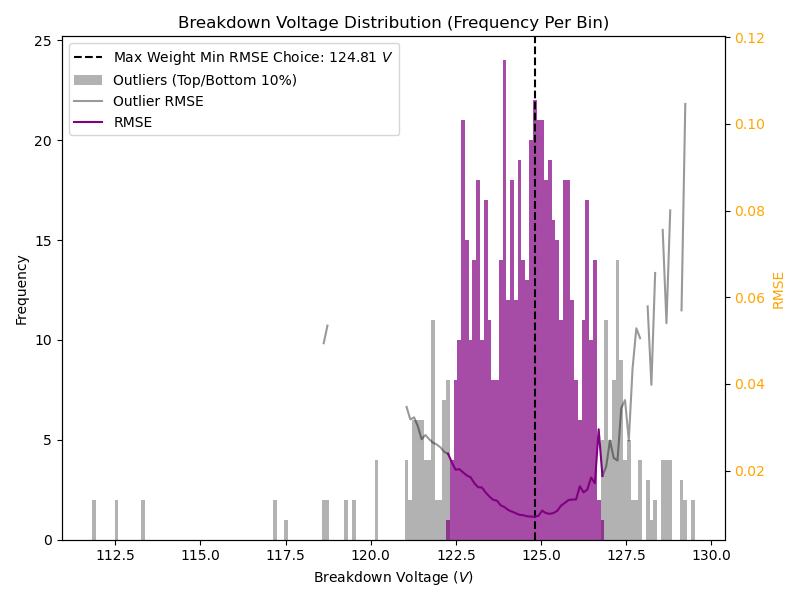 Breakdown Voltage Distribution (Frequency Per Bin)
Max Weight Min RMSE Choice: 124.81 V
Outliers (Top/Bottom 10%)
Outlier RMSE
RMSE
Frequency
25
20
15
10
5
0
0.12
0.10
0.08
0.06
0.04
0.02
RMSE
112.5 115.0 117.5 120.0 122.5 125.0 127.5 130.0
Breakdown Voltage (V)